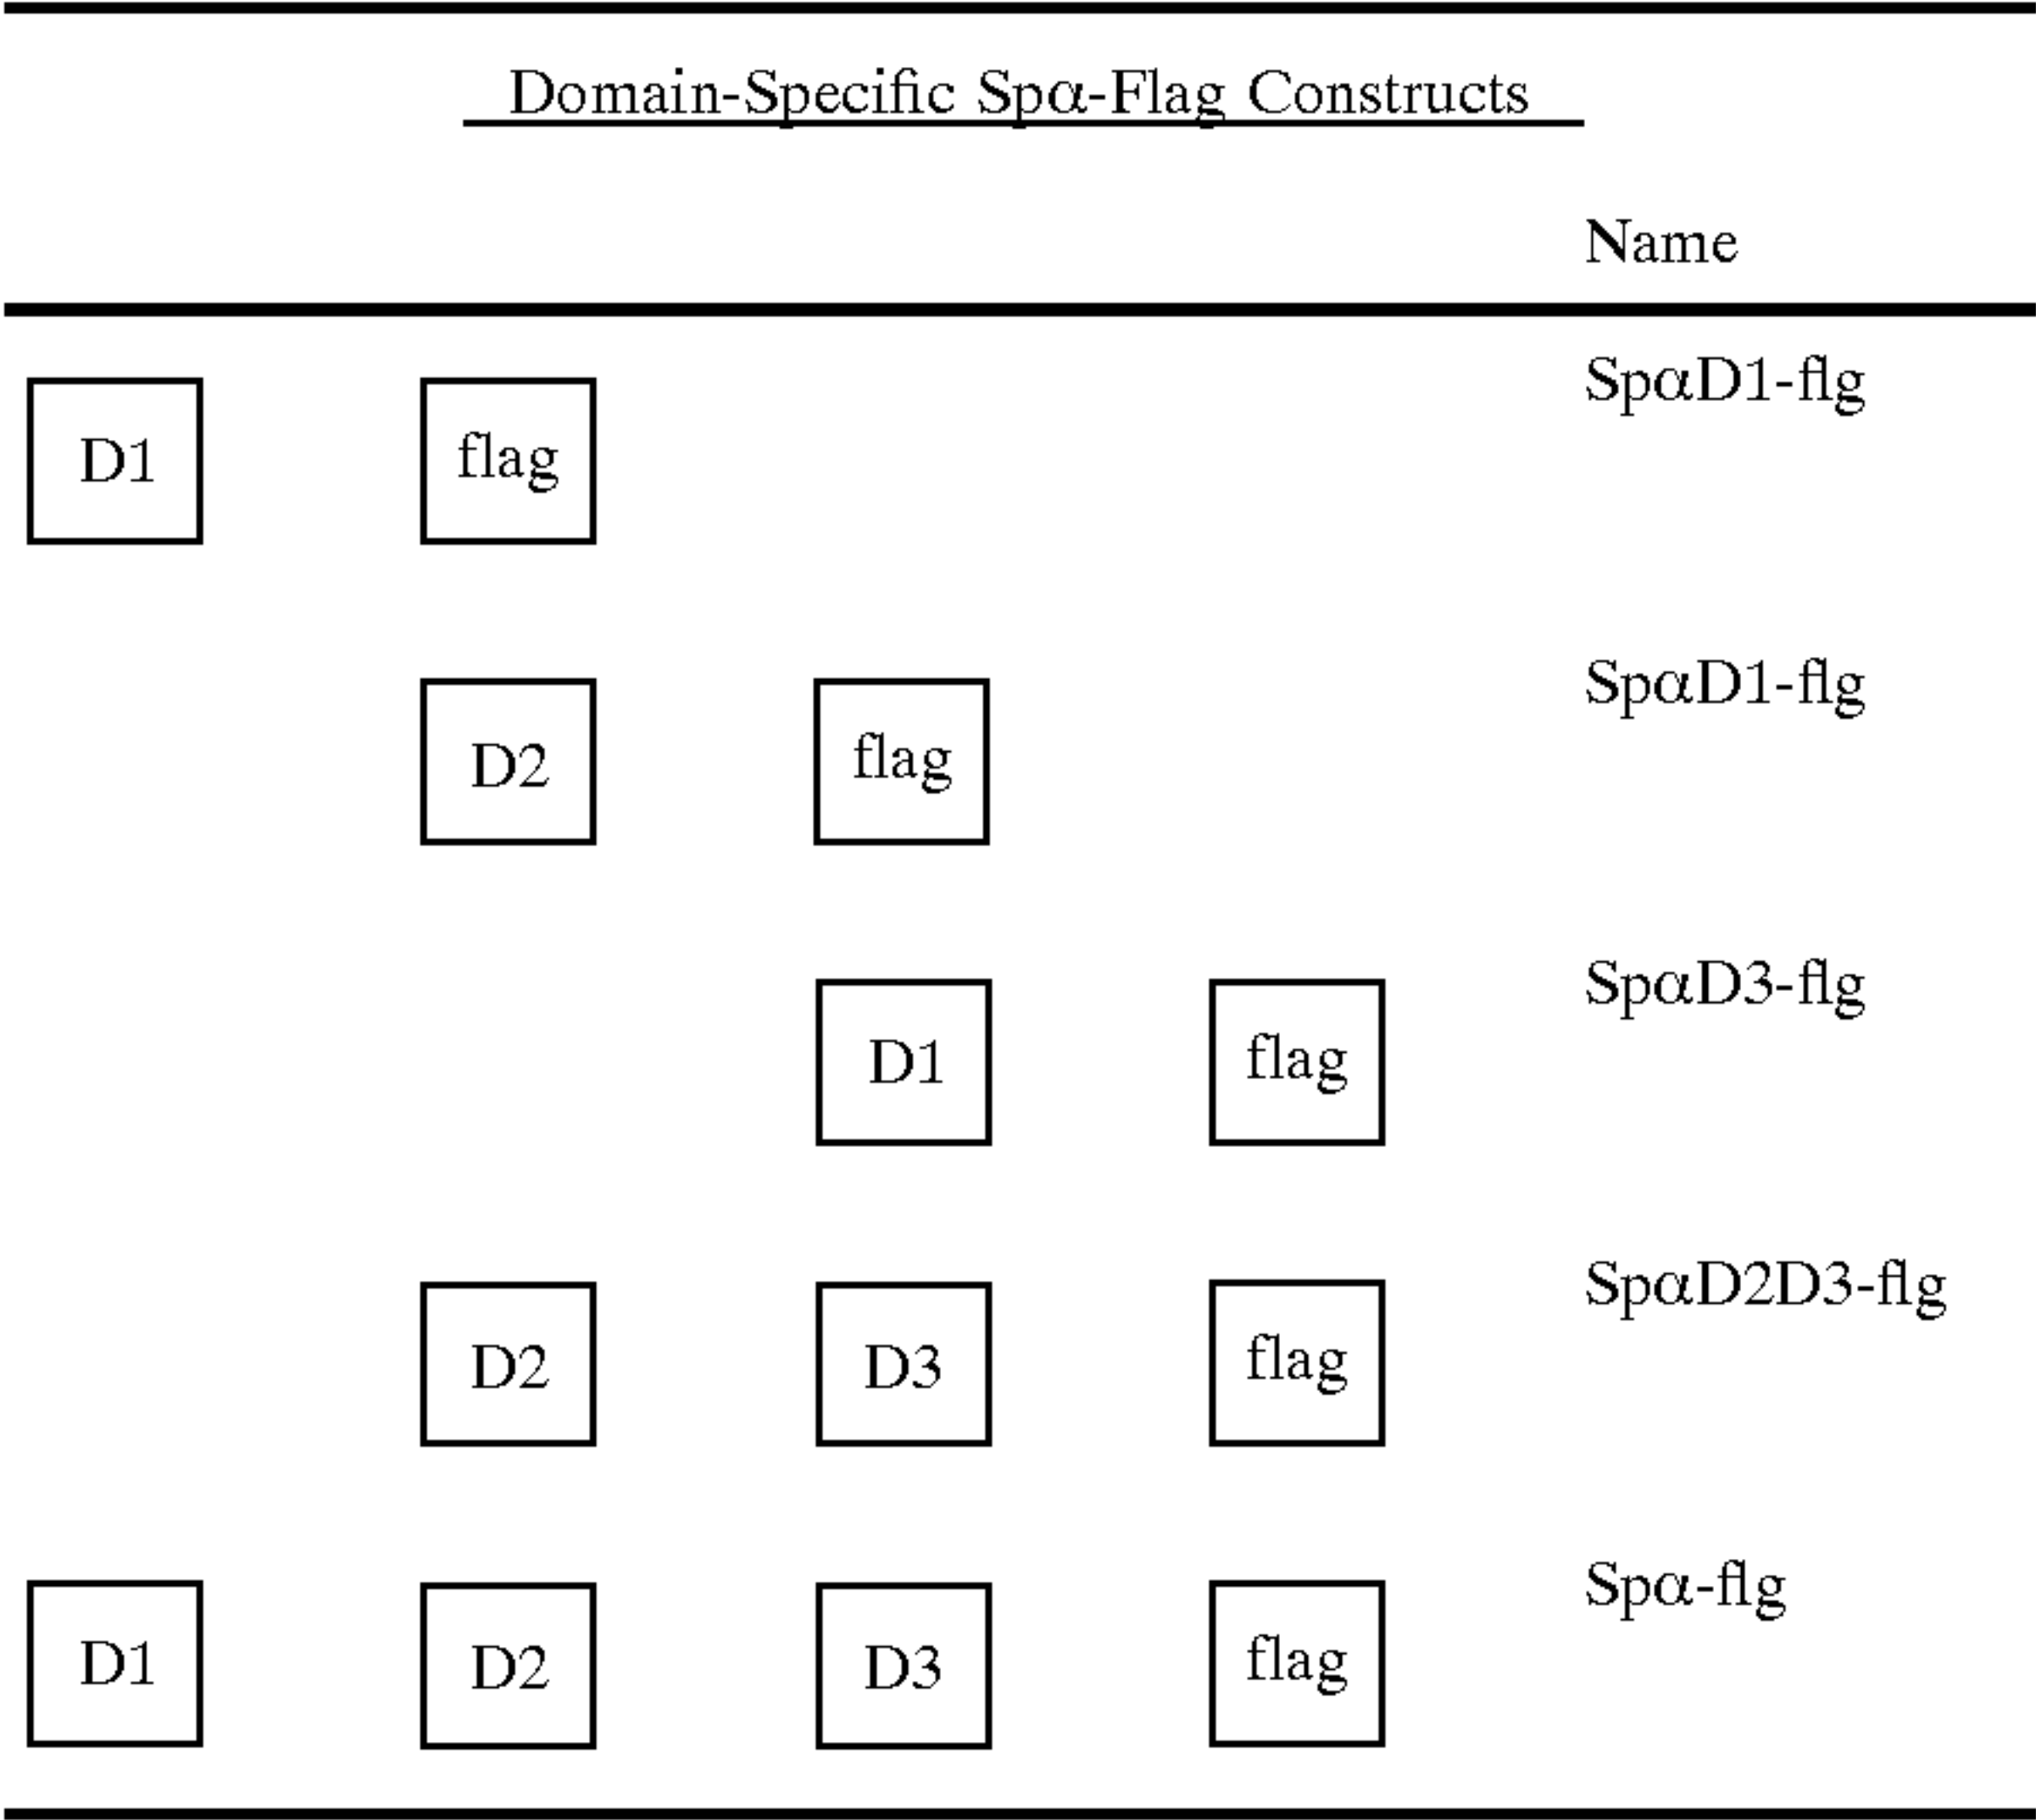 Domain-Specific Spα-Flag Constructs
Name
SpαD1-flg
D1 flag
SpαD1-flg
D2 flag
SpαD3-flg
D1 flag
SpαD2D3-flg
D2 D3 flag
Spα-flg
D1 D2 D3 flag